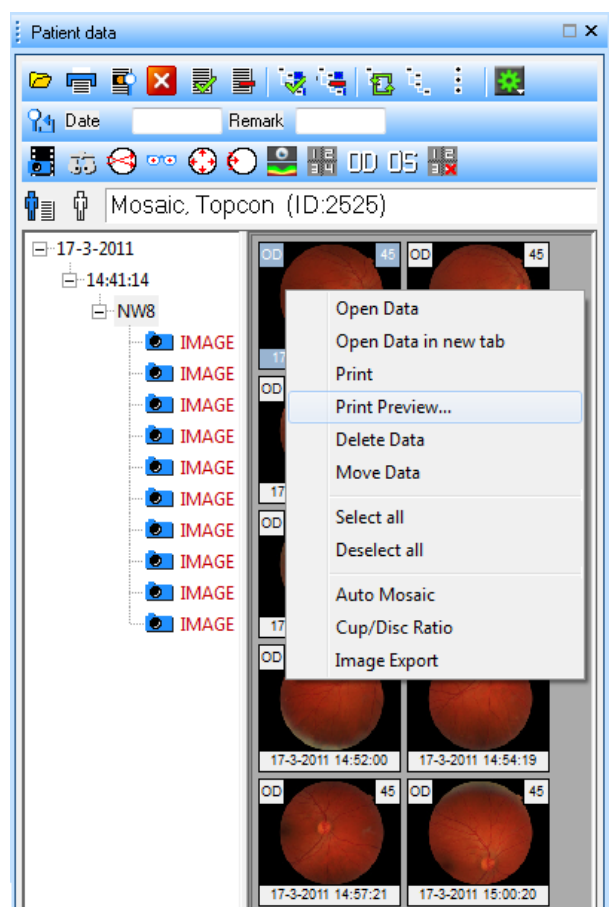 Patient data
Date Remark
OD OS
Mosaic, Topcon (ID:2525)
17-3-2011
14:41:14
NW8
IMAGE
IMAGE
IMAGE
IMAGE
IMAGE
IMAGE
IMAGE
IMAGE
IMAGE
IMAGE
OD 45 OD 45
17
OD
17
OD
17
OD
17-3-2011 14:52:00 17-3-2011 14:54:19
OD 45 OD 45
17-3-2011 14:57:21 17-3-2011 15:00:20
Open Data
Open Data in new tab
Print
Print Preview...
Delete Data
Move Data
Select all
Deselect all
Auto Mosaic
Cup/Disc Ratio
Image Export